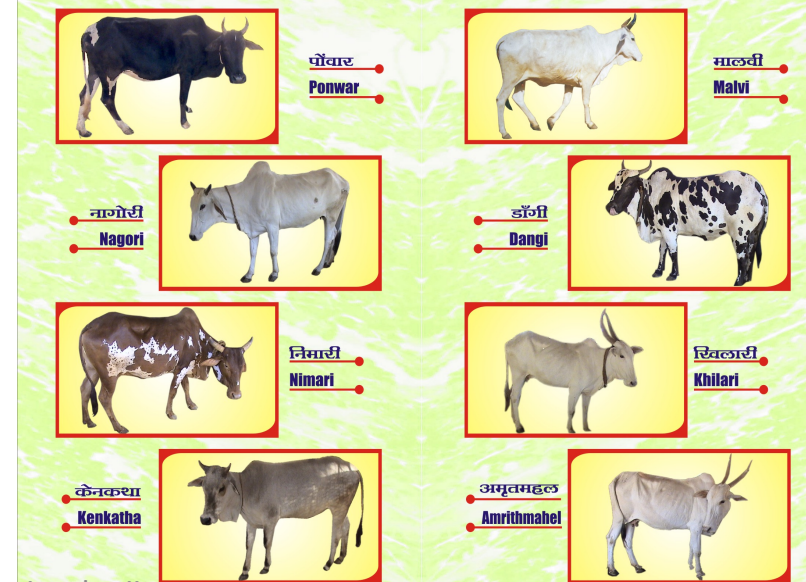 पोंवार
Ponwar
मालवी
Malvi
नागोरी
Nagori
डाँगी
Dangi
निमारी
Nimari
खिलारी
Khilari
केनकथा
Kenkatha
अमृतमहल
Amrithmahel